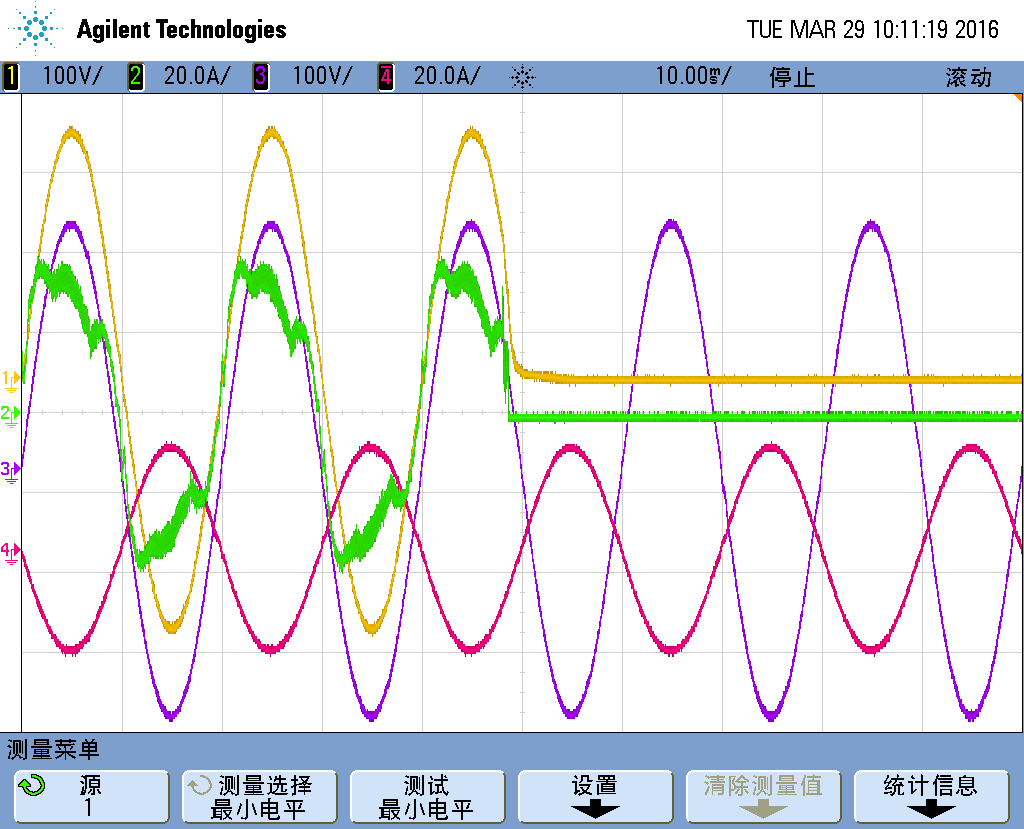 Agilent Technologies TUE MAR 29 10:11:19 2016
1 100V/ 2 20.0A/ 3 100V/ 4 20.0A/ 10.00ms/ 停止 滚动
1
2
3
4
测量菜单
源 测量选择 测试 设置 清除测量值 统计信息
1 最小电平 最小电平